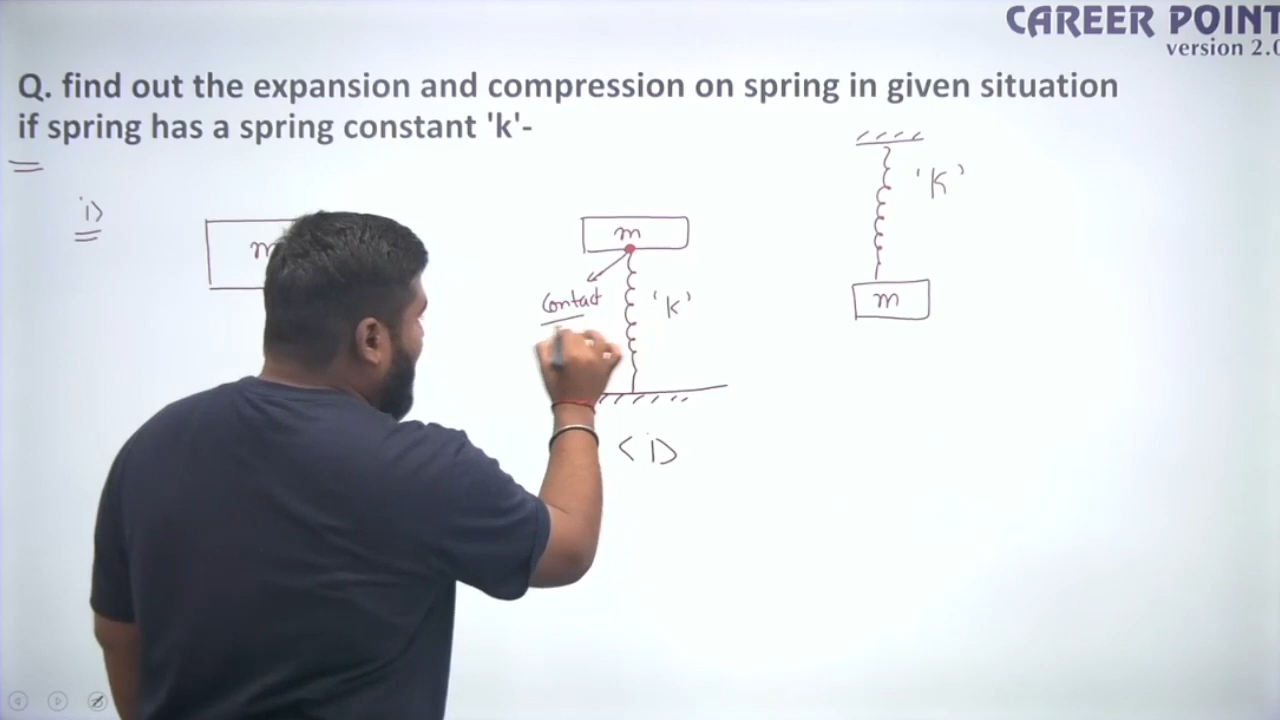 CAREER POINT
version 2.0
Q. find out the expansion and compression on spring in given situation
if spring has a spring constant 'k'-
i>
m
m
contact
'k'
<i>
'K'
m